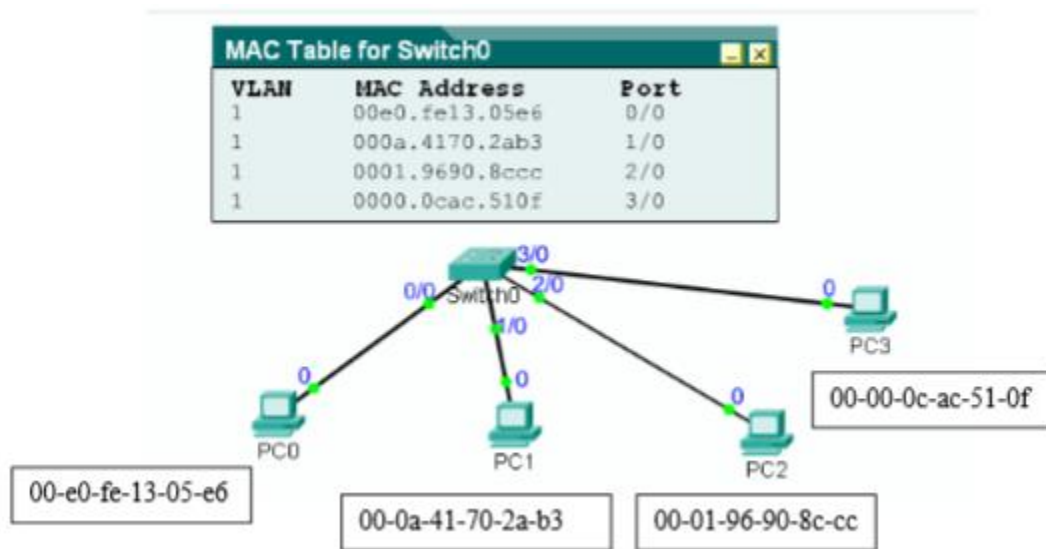 MAC Table for Switch0
VLAN MAC Address Port
1 00e0.fe13.05e6 0/0
1 000a.4170.2ab3 1/0
1 0001.9690.8ccc 2/0
1 0000.0cac.510f 3/0
3/0
0/0 Switch0 2/0
1/0
0
PC3
0
0
0
00-00-0c-ac-51-0f
PC0
PC1
PC2
00-e0-fe-13-05-e6
00-0a-41-70-2a-b3
00-01-96-90-8c-cc